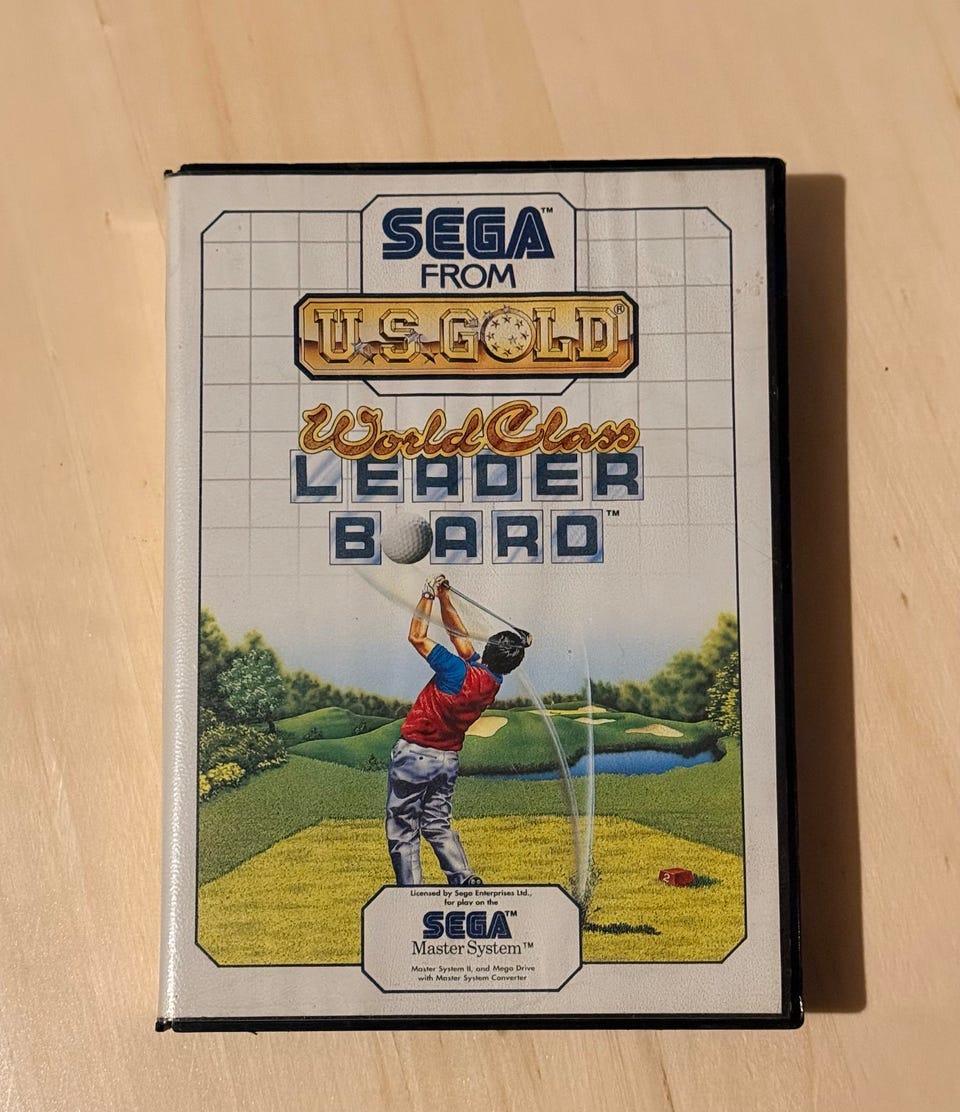 SEGA™
FROM
U.S. GOLD®
World Class
LEADER
BOARD™
2
Licensed by Sega Enterprises Ltd.,
for play on the
SEGA™
Master System™
Master System II, and Mega Drive
with Master System Converter